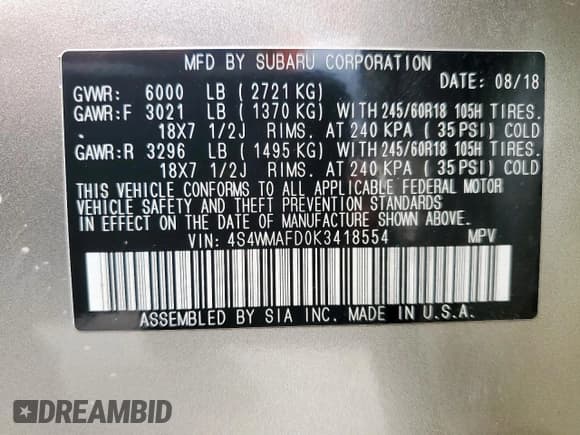 MFD BY SUBARU CORPORATION
GVWR: 6000 LB ( 2721 KG) DATE: 08/18
GAWR:F 3021 LB ( 1370 KG) WITH 245/60R18 105H TIRES.
18X7 1/2J RIMS. AT 240 KPA ( 35 PSI) COLD
GAWR:R 3296 LB ( 1495 KG) WITH 245/60R18 105H TIRES.
18X7 1/2J RIMS. AT 240 KPA ( 35 PSI) COLD
THIS VEHICLE CONFORMS TO ALL APPLICABLE FEDERAL MOTOR
VEHICLE SAFETY AND THEFT PREVENTION STANDARDS
IN EFFECT ON THE DATE OF MANUFACTURE SHOWN ABOVE.
VIN: 4S4WMAFD0K3418554 MPV
ASSEMBLED BY SIA INC. MADE IN U.S.A.
DREAMBID